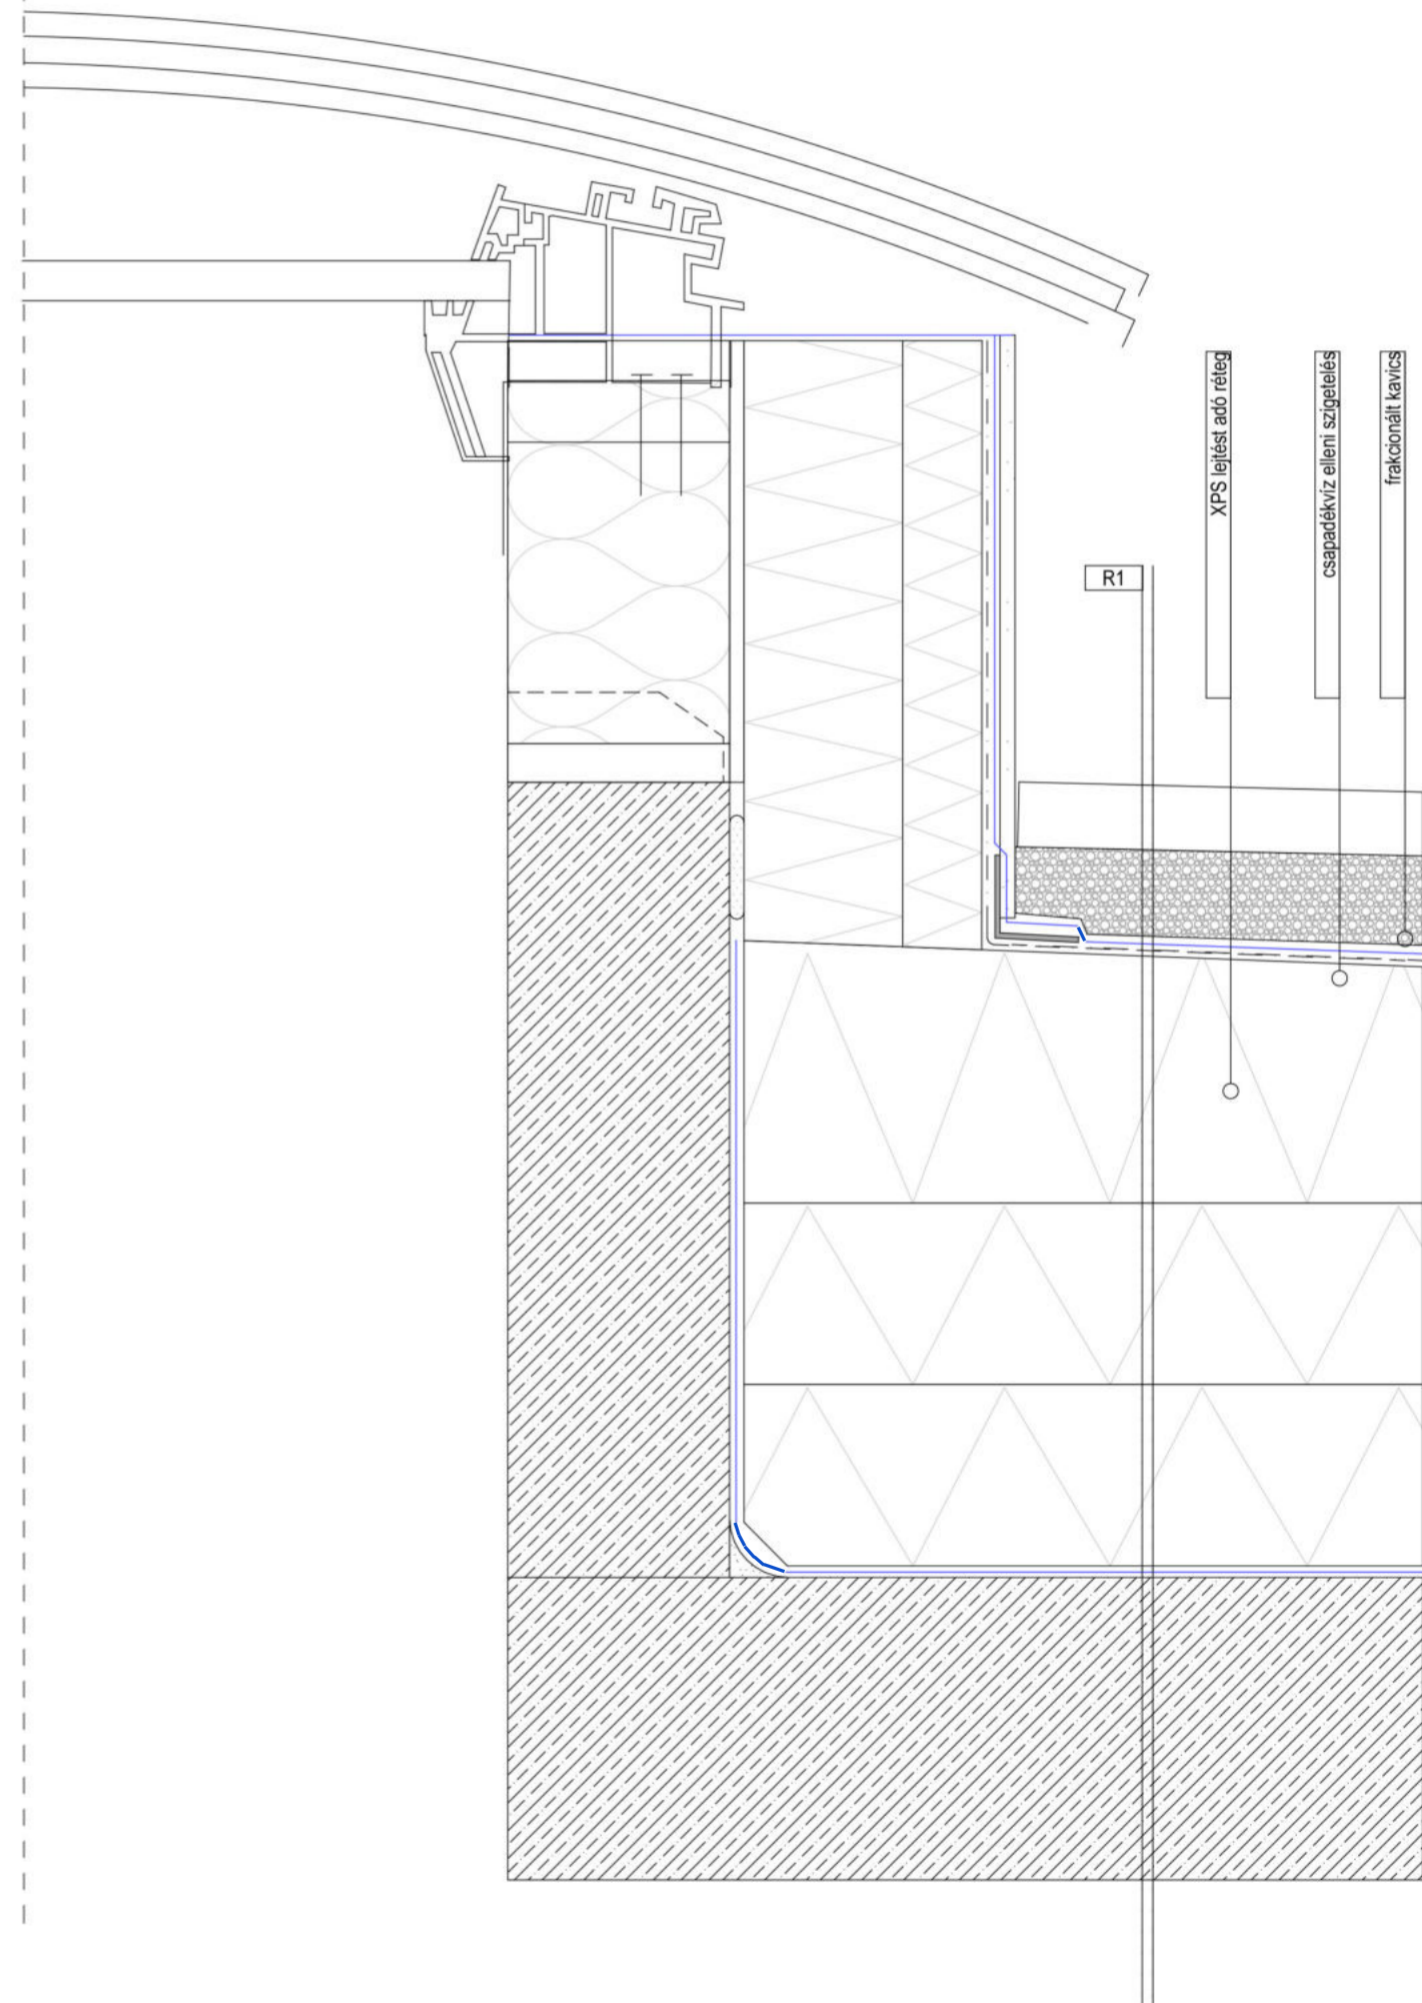 XPS lejtést adó réteg
csapadékvíz elleni szigetelés
frakcionált kavics
R1